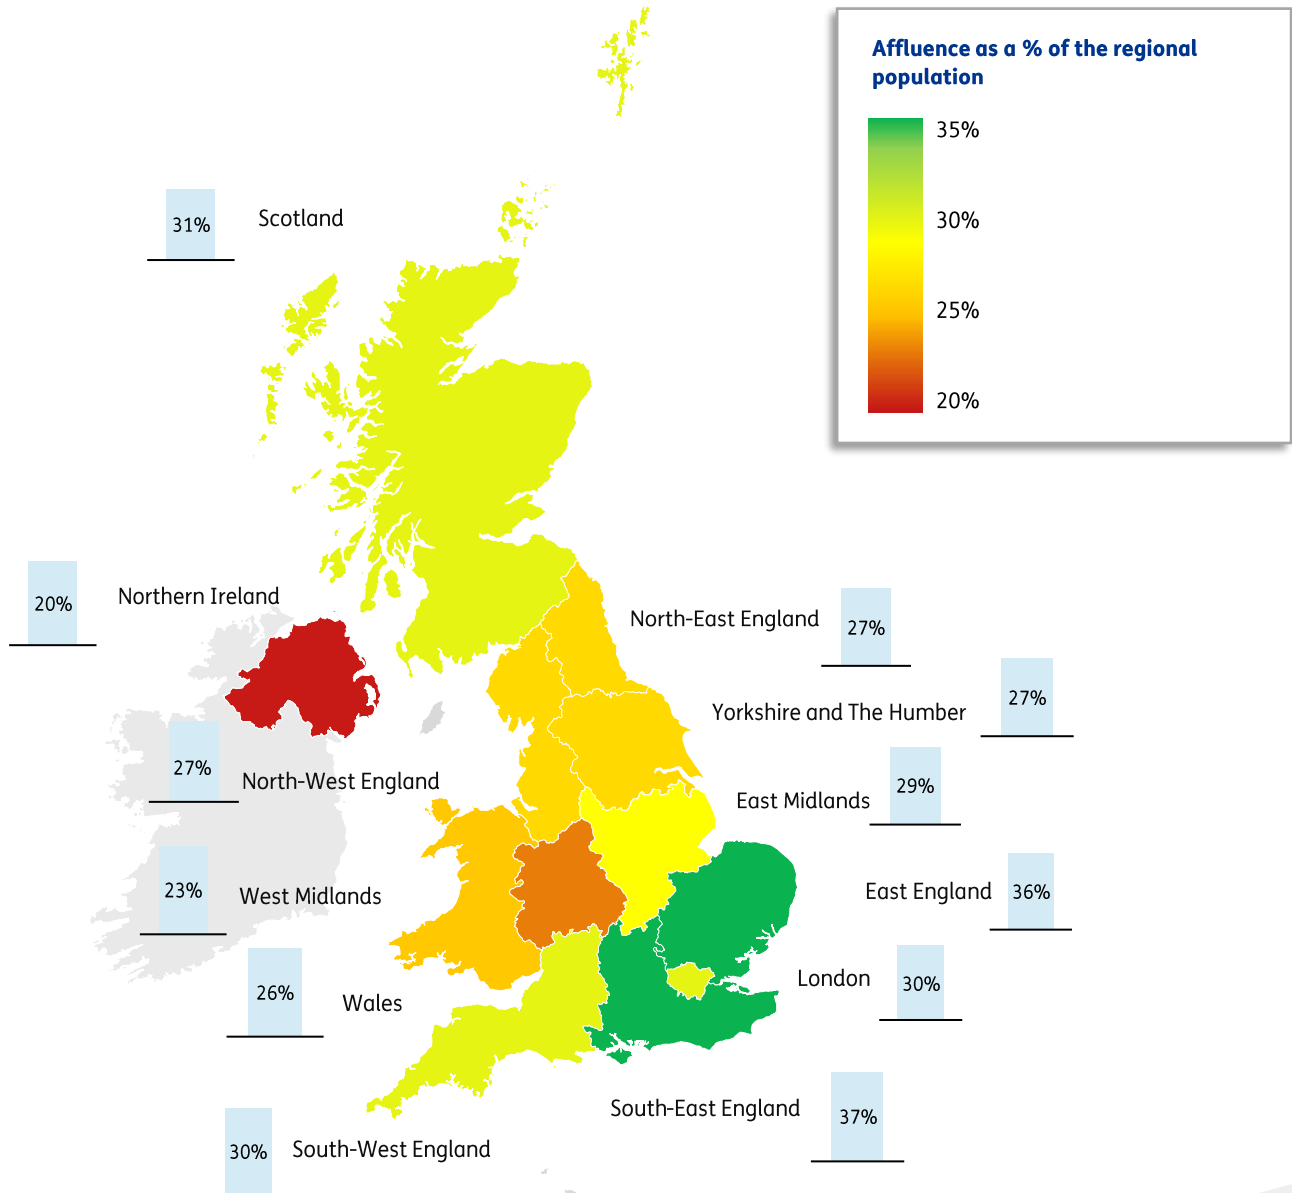 Affluence as a % of the regional
population
35%
30%
25%
20%
31%
Scotland
20%
Northern Ireland
North-East England
27%
Yorkshire and The Humber
27%
27%
North-West England
East Midlands
29%
23%
West Midlands
East England
36%
26%
Wales
London
30%
South-East England
37%
30%
South-West England